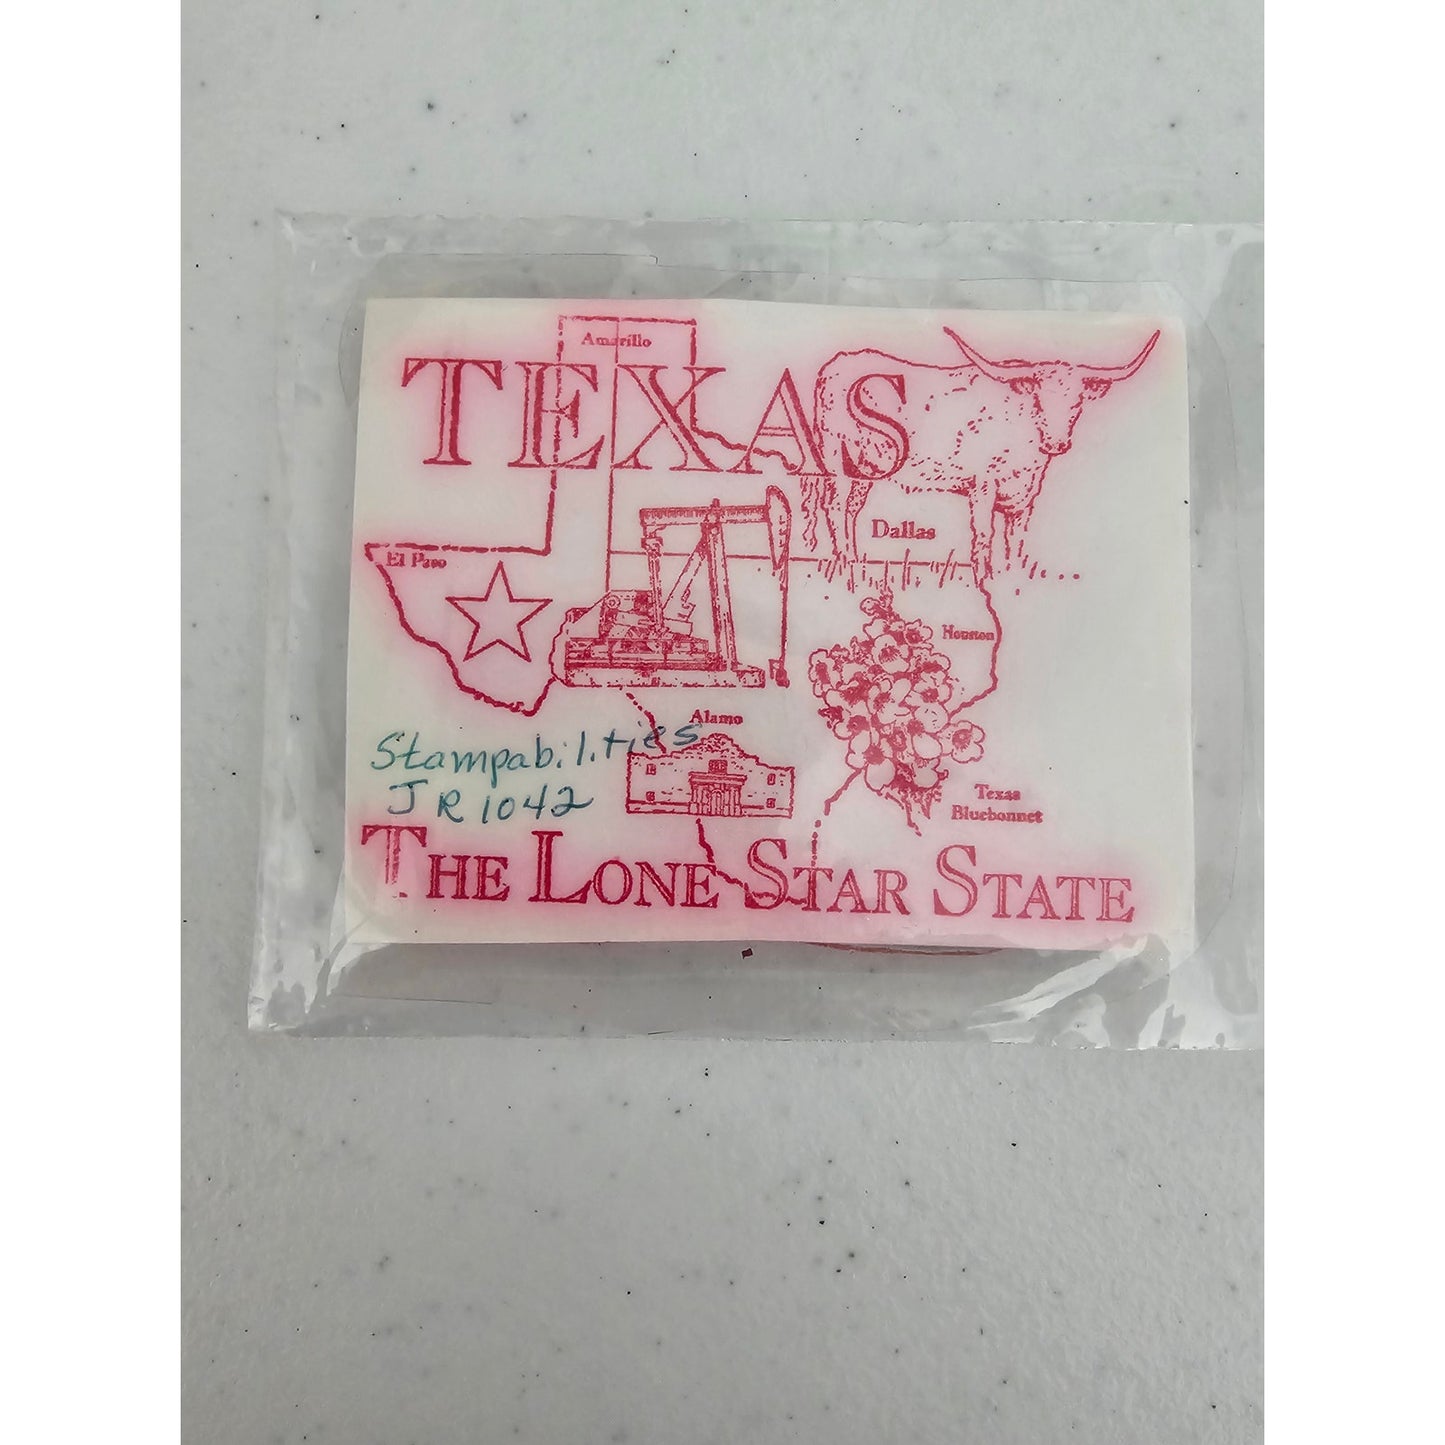 Amarillo
TEXAS
Dallas
El Paso
Houston
Alamo
Stampabilities
JR1042
Texas
Bluebonnet
THE LONE STAR STATE